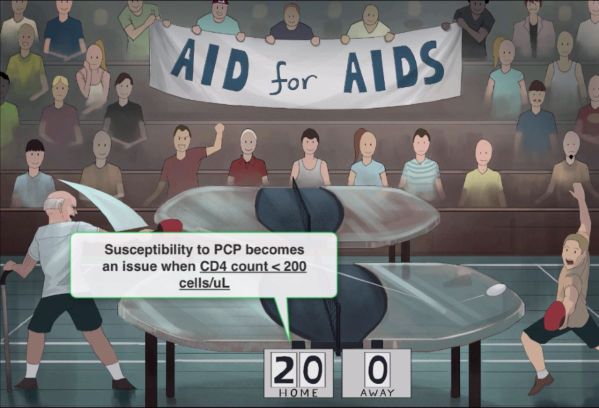 AID for AIDS
Susceptibility to PCP becomes
an issue when CD4 count < 200
cells/uL
20 0
HOME AWAY